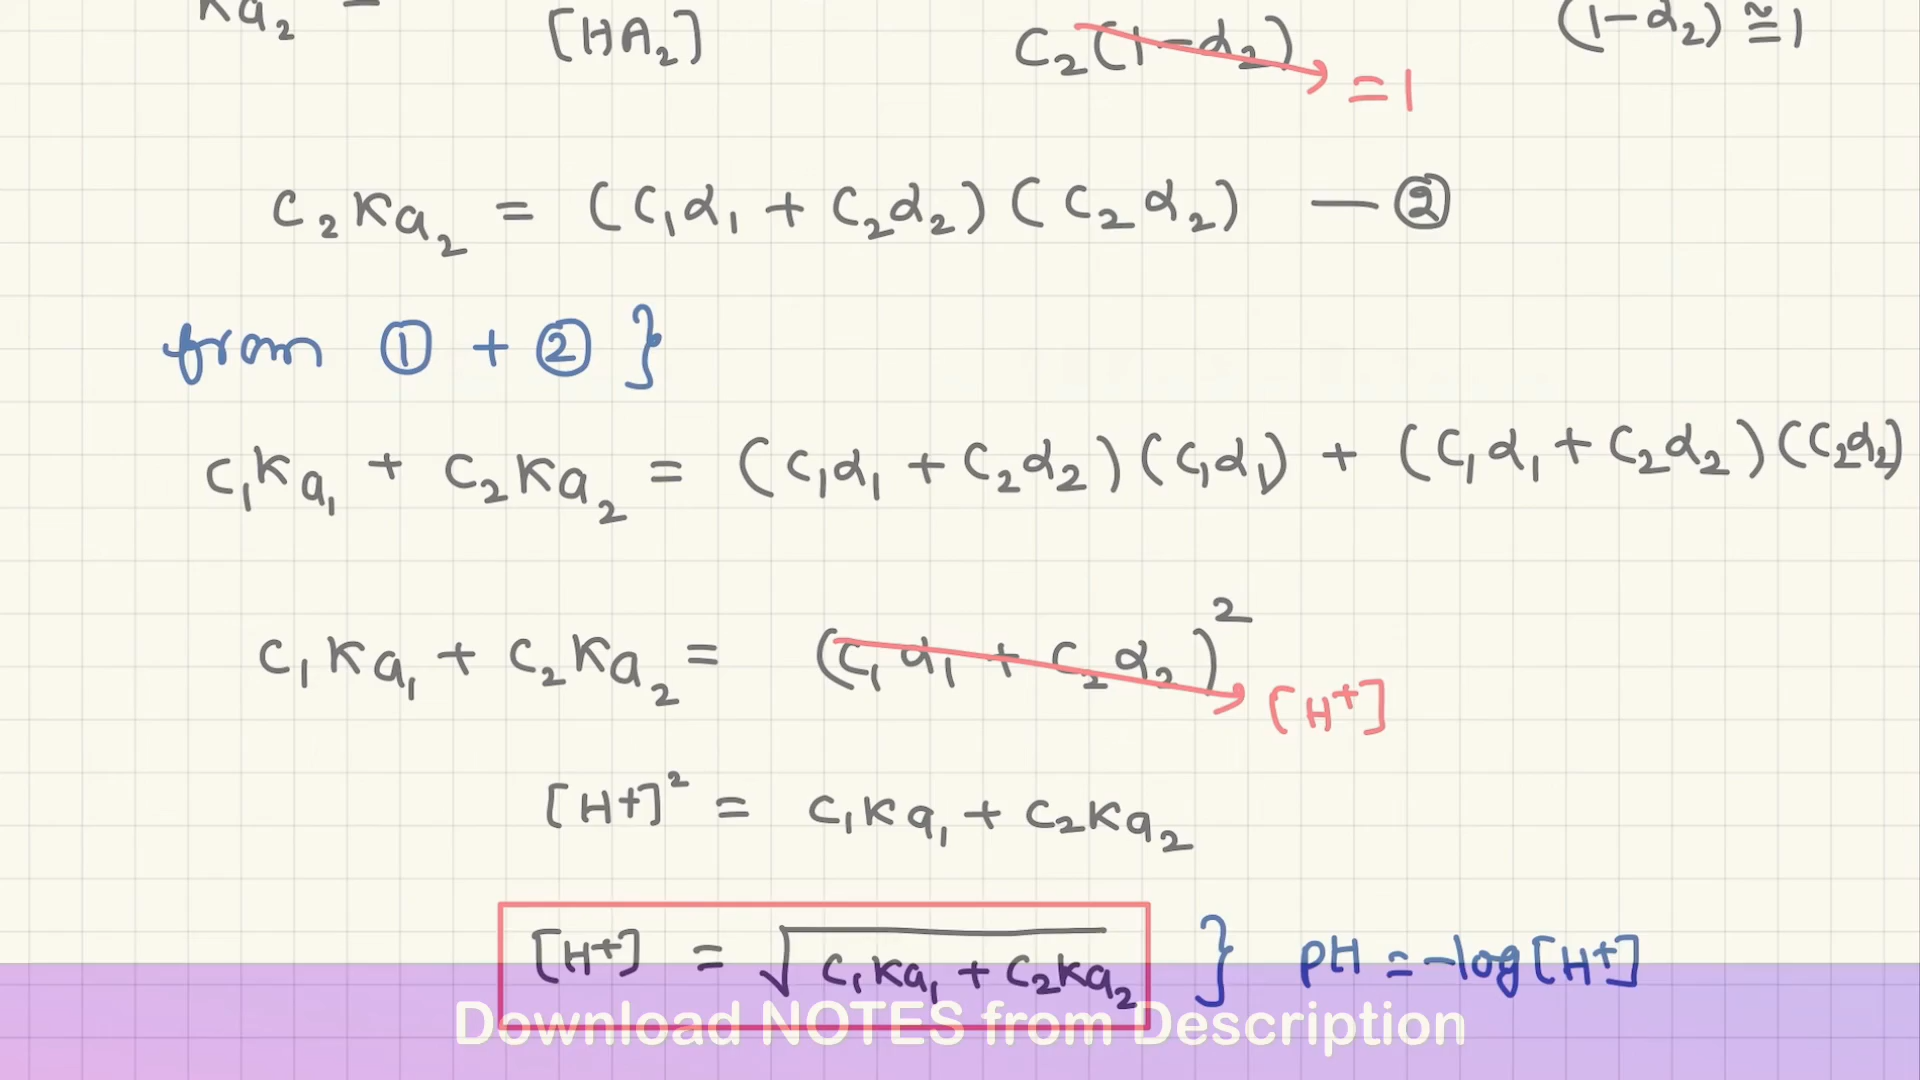 Ka₂ =
[HA₂] C₂(1-α₂) (1-α₂) ≅ 1
= 1
C₂Ka₂ = (C₁α₁ + C₂α₂)(C₂α₂) — ②
from ① + ② }
C₁Ka₁ + C₂Ka₂ = (C₁α₁ + C₂α₂)(C₁α₁) + (C₁α₁ + C₂α₂)(C₂α₂)
C₁Ka₁ + C₂Ka₂ = (C₁α₁ + C₂α₂)²
[H⁺]
[H+]² = C₁Ka₁ + C₂Ka₂
[H⁺] = √C₁Ka₁ + C₂Ka₂ } PH = -log[H⁺]
Download NOTES from Description